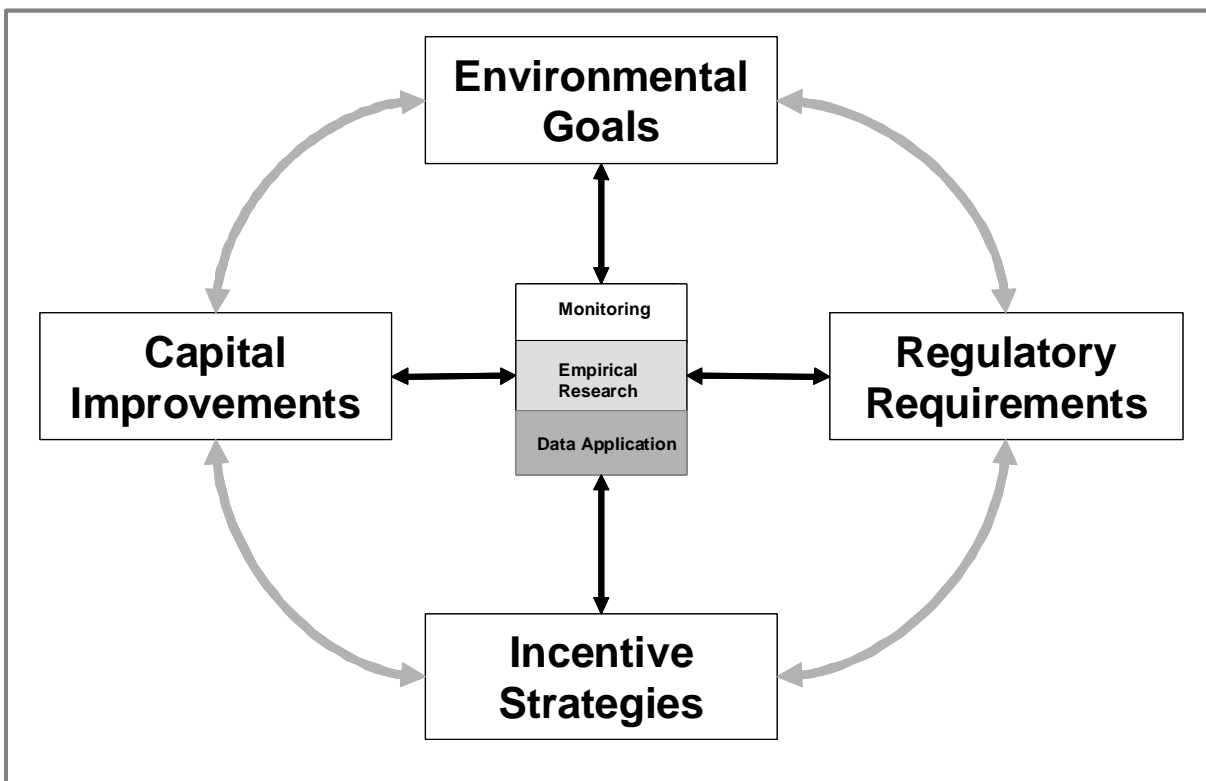 Environmental
Goals
Monitoring
Capital
Improvements
Empirical
Research
Regulatory
Requirements
Data Application
Incentive
Strategies